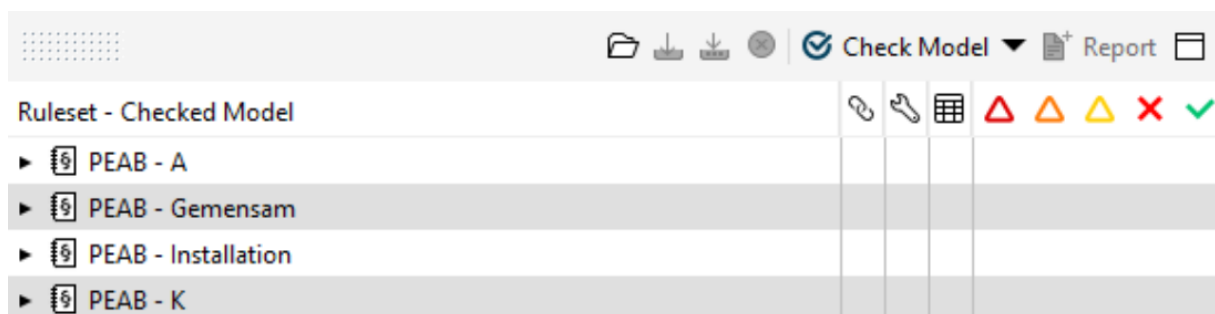 Check Model Report
Ruleset - Checked Model
PEAB - A
PEAB - Gemensam
PEAB - Installation
PEAB - K